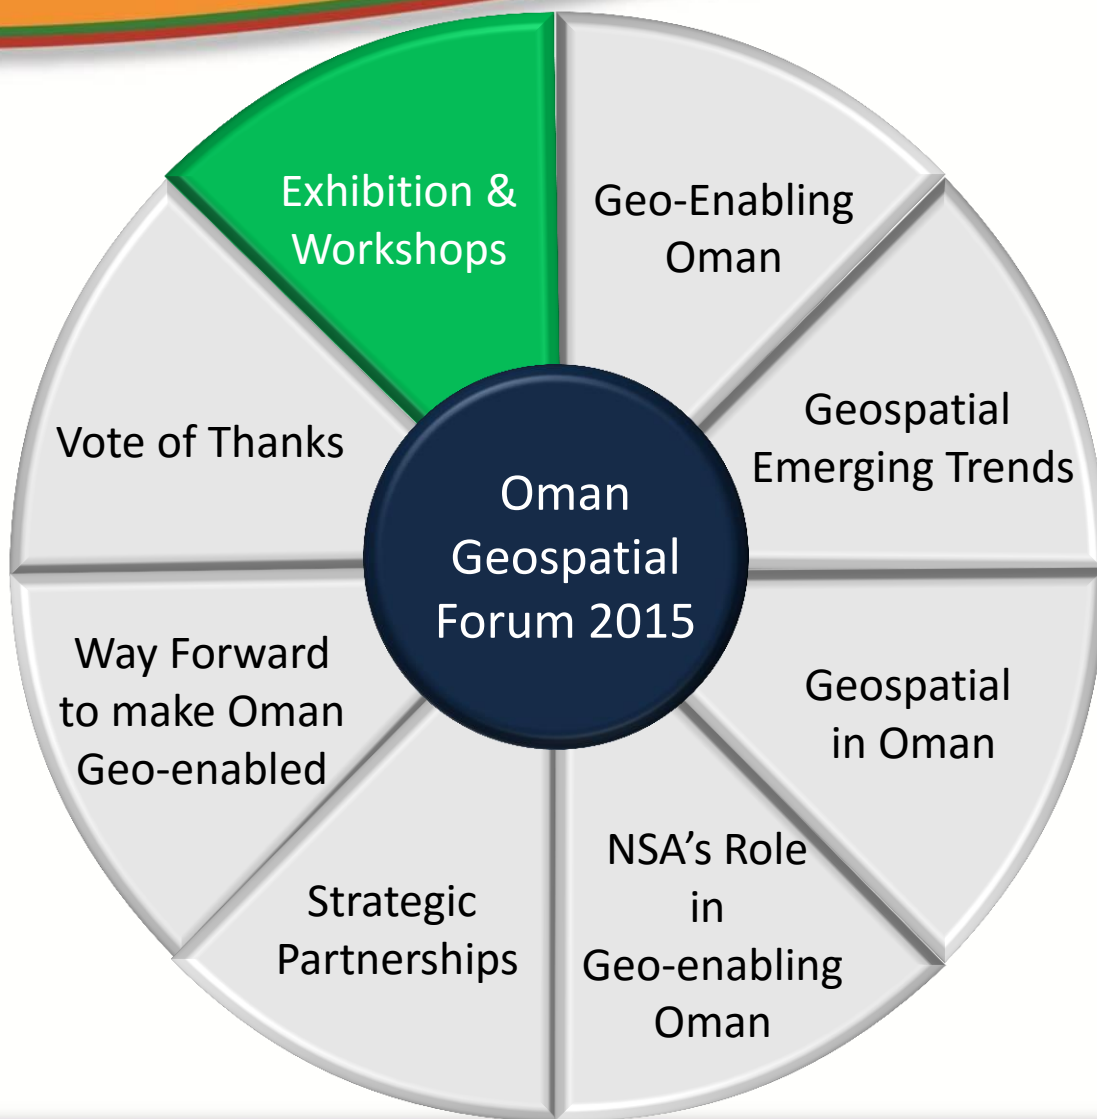 Exhibition &
Workshops
Geo-Enabling
Oman
Geospatial
Emerging Trends
Geospatial
in Oman
NSA’s Role
in
Geo-enabling
Oman
Strategic
Partnerships
Way Forward
to make Oman
Geo-enabled
Vote of Thanks
Oman
Geospatial
Forum 2015